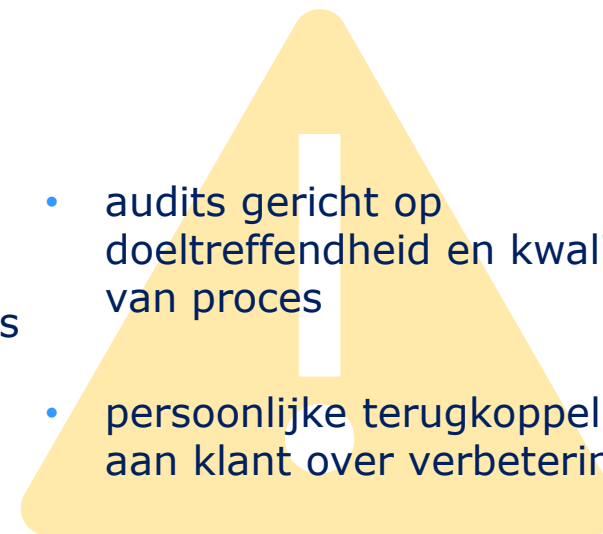 • audits gericht op
doeltreffendheid en kwal
van proces
s
• persoonlijke terugkoppel
aan klant over verbeterin